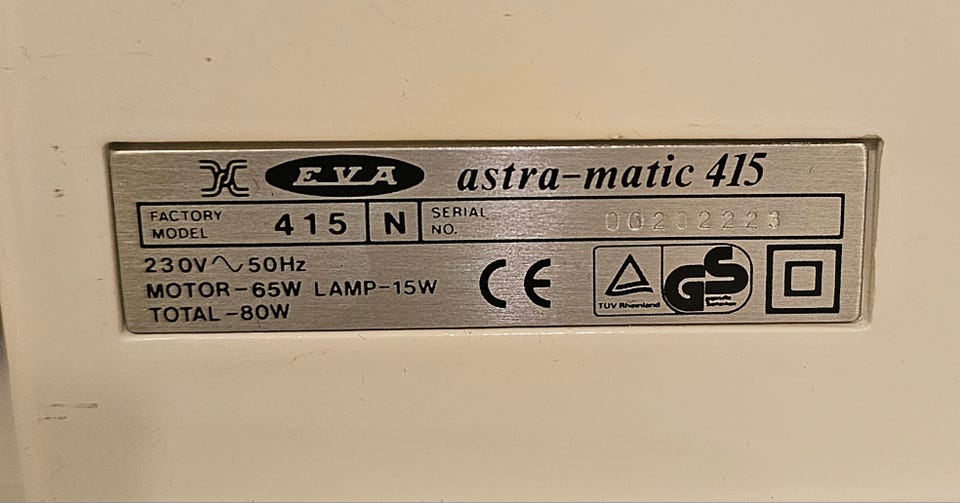 EVA astra-matic 415
FACTORY MODEL 415 N SERIAL NO. 00202223
230V~50Hz
MOTOR-65W LAMP-15W
TOTAL-80W
CE
TÜV Rheinland
GS